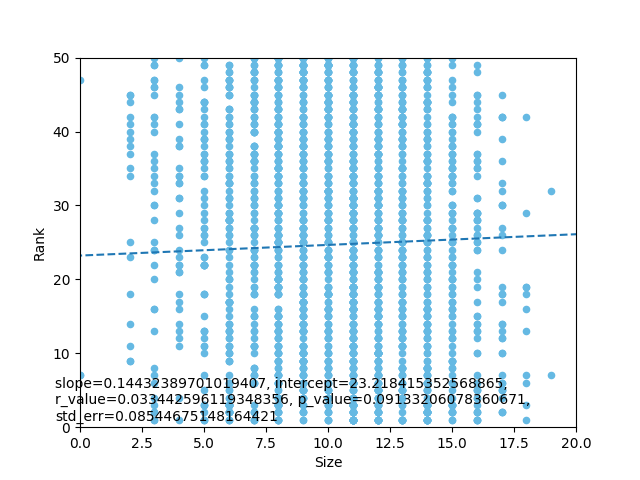 50
40
30
20
10
0
Rank
slope=0.14432389701019407, intercept=23.218415352568865,
r_value=0.033442596119348356, p_value=0.09133206078360671,
std_err=0.08544675148164421
0.0 2.5 5.0 7.5 10.0 12.5 15.0 17.5 20.0
Size